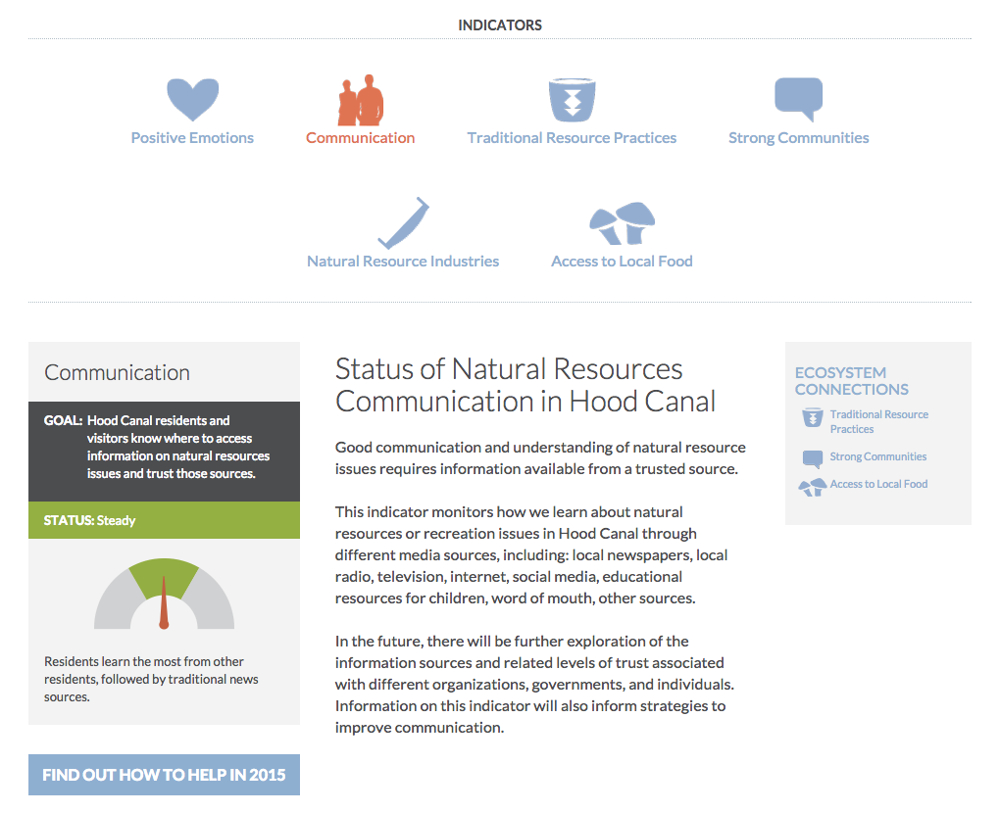 INDICATORS
Positive Emotions
Communication
Traditional Resource Practices
Strong Communities
Natural Resource Industries
Access to Local Food
Communication
GOAL: Hood Canal residents and
visitors know where to access
information on natural resources
issues and trust those sources.
STATUS: Steady
Residents learn the most from other
residents, followed by traditional news
sources.
FIND OUT HOW TO HELP IN 2015
Status of Natural Resources
Communication in Hood Canal
Good communication and understanding of natural resource
issues requires information available from a trusted source.
This indicator monitors how we learn about natural
resources or recreation issues in Hood Canal through
different media sources, including: local newspapers, local
radio, television, internet, social media, educational
resources for children, word of mouth, other sources.
In the future, there will be further exploration of the
information sources and related levels of trust associated
with different organizations, governments, and individuals.
Information on this indicator will also inform strategies to
improve communication.
ECOSYSTEM
CONNECTIONS
Traditional Resource
Practices
Strong Communities
Access to Local Food